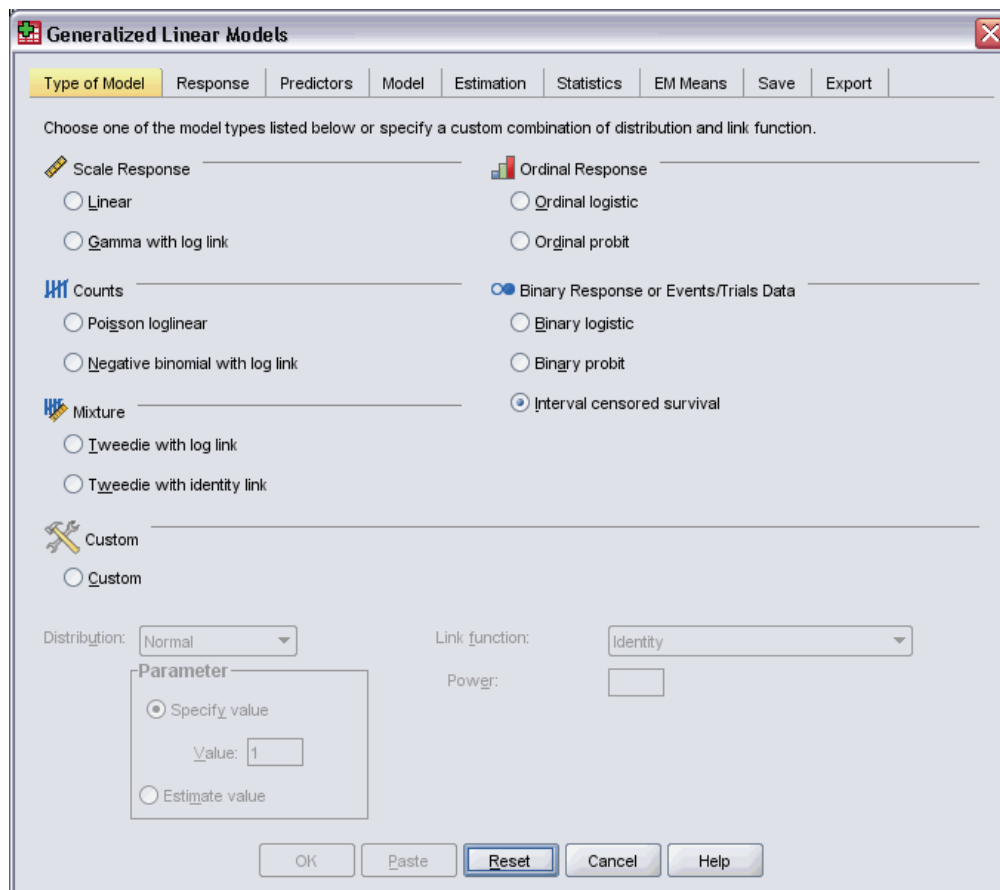 Generalized Linear Models
Type of Model Response Predictors Model Estimation Statistics EM Means Save Export
Choose one of the model types listed below or specify a custom combination of distribution and link function.
Scale Response
Linear
Gamma with log link
Counts
Poisson loglinear
Negative binomial with log link
Mixture
Tweedie with log link
Tweedie with identity link
Ordinal Response
Ordinal logistic
Ordinal probit
Binary Response or Events/Trials Data
Binary logistic
Binary probit
Interval censored survival
Custom
Custom
Distribution: Normal
Parameter
Specify value
Value: 1
Estimate value
Link function: Identity
Power:
OK Paste Reset Cancel Help